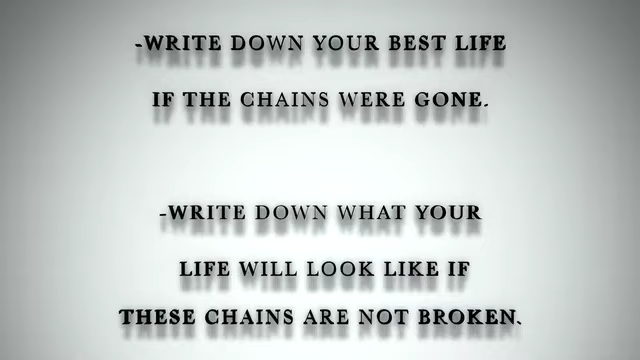 -WRITE DOWN YOUR BEST LIFE
IF THE CHAINS WERE GONE.
-WRITE DOWN WHAT YOUR
LIFE WILL LOOK LIKE IF
THESE CHAINS ARE NOT BROKEN.